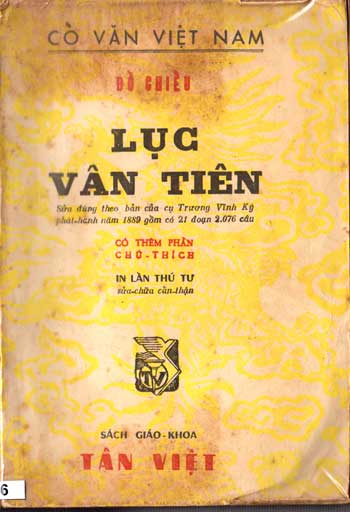 CỔ VĂN VIỆT NAM
ĐỒ CHIỂU
LỤC
VÂN TIÊN
Sửa đúng theo bản của cụ Trương Vĩnh Ký
phát-hành năm 1889 gồm có 21 đoạn 2.076 câu
CÓ THÊM PHẦN
CHÚ-THÍCH
IN LẦN THỨ TƯ
sửa-chữa cẩn-thận
TV
SÁCH GIÁO-KHOA
TÂN VIỆT
6